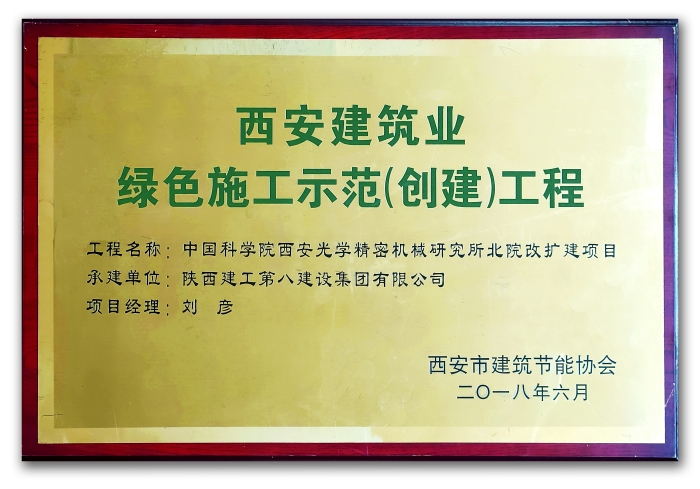 西安建筑业
绿色施工示范(创建)工程
工程名称：中国科学院西安光学精密机械研究所北院改扩建项目
承建单位：陕西建工第八建设集团有限公司
项目经理：刘 彦
西安市建筑节能协会
二〇一八年六月